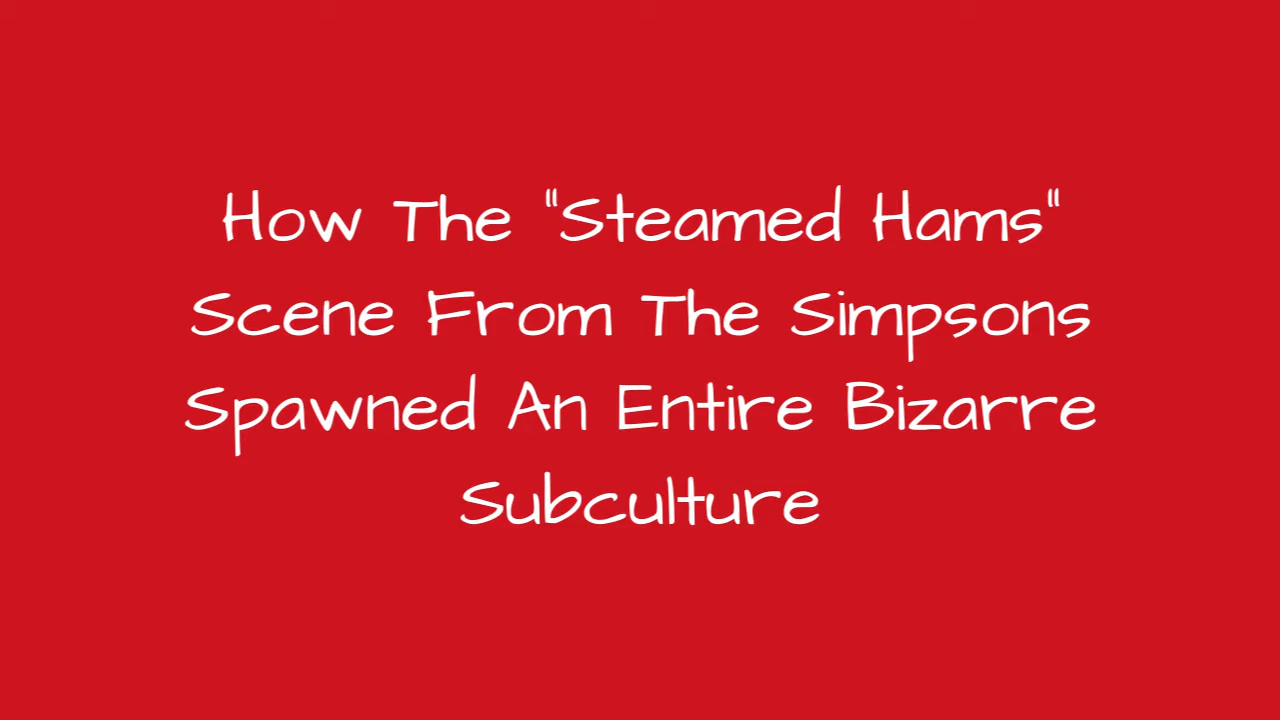 How The "Steamed Hams"
Scene From The Simpsons
Spawned An Entire Bizarre
Subculture